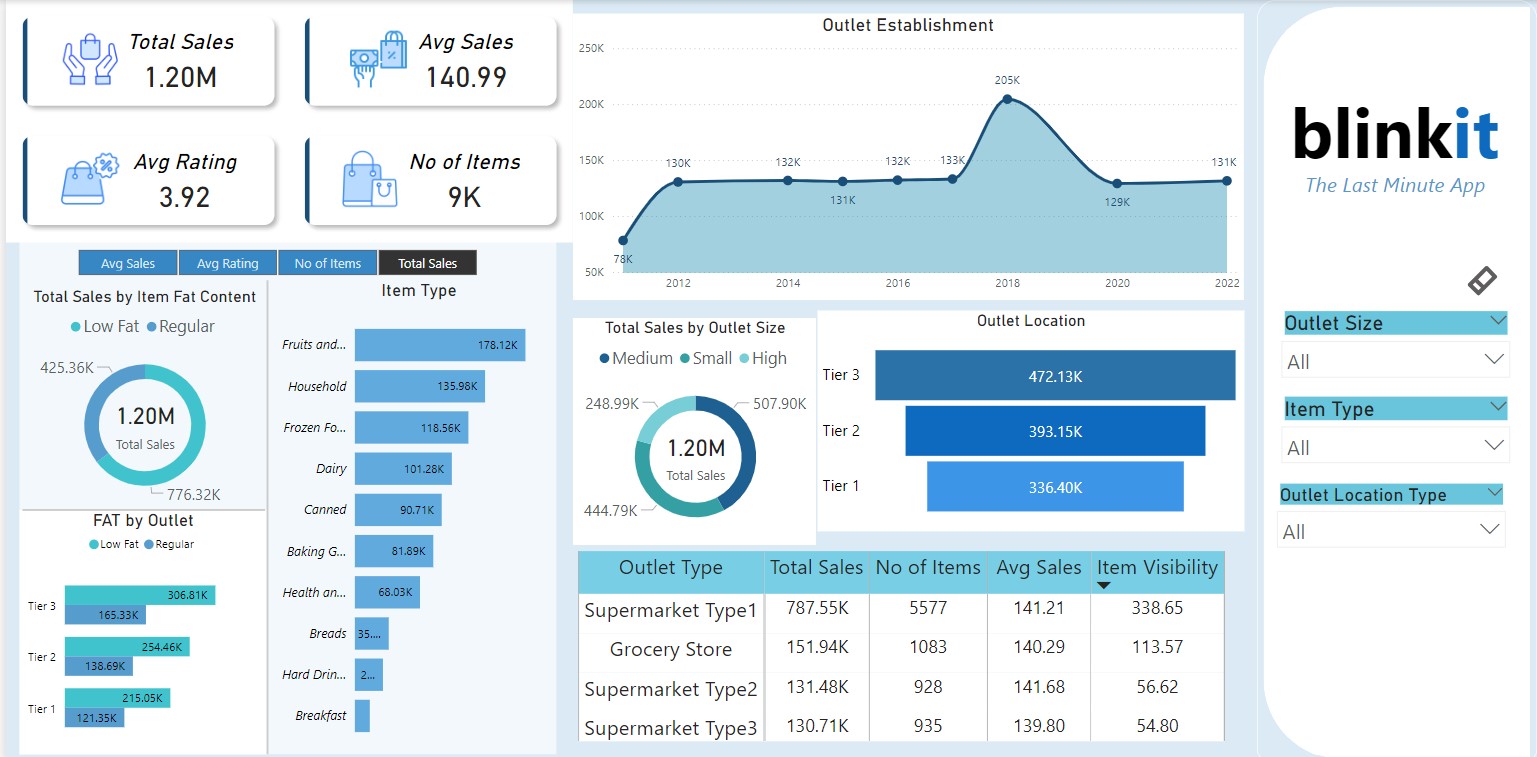 Total Sales
1.20M
Avg Sales
140.99
Avg Rating
3.92
No of Items
9K
Avg Sales
Avg Rating
No of Items
Total Sales
Total Sales by Item Fat Content
Low Fat Regular
425.36K
1.20M
Total Sales
776.32K
FAT by Outlet
Low Fat Regular
Tier 3
306.81K
165.33K
Tier 2
254.46K
138.69K
Tier 1
215.05K
121.35K
Item Type
Fruits and... 178.12K
Household 135.98K
Frozen Fo... 118.56K
Dairy 101.28K
Canned 90.71K
Baking G... 81.89K
Health an... 68.03K
Breads 35....
Hard Drin... 2...
Breakfast
Outlet Establishment
250K
200K
150K
100K
50K
78K
130K
132K
131K
132K
133K
205K
129K
131K
2012 2014 2016 2018 2020 2022
Total Sales by Outlet Size
Medium Small High
248.99K
507.90K
1.20M
Total Sales
444.79K
Outlet Location
Tier 3 472.13K
Tier 2 393.15K
Tier 1 336.40K
Outlet Type Total Sales No of Items Avg Sales Item Visibility
Supermarket Type1 787.55K 5577 141.21 338.65
Grocery Store 151.94K 1083 140.29 113.57
Supermarket Type2 131.48K 928 141.68 56.62
Supermarket Type3 130.71K 935 139.80 54.80
blinkit
The Last Minute App
Outlet Size
All
Item Type
All
Outlet Location Type
All